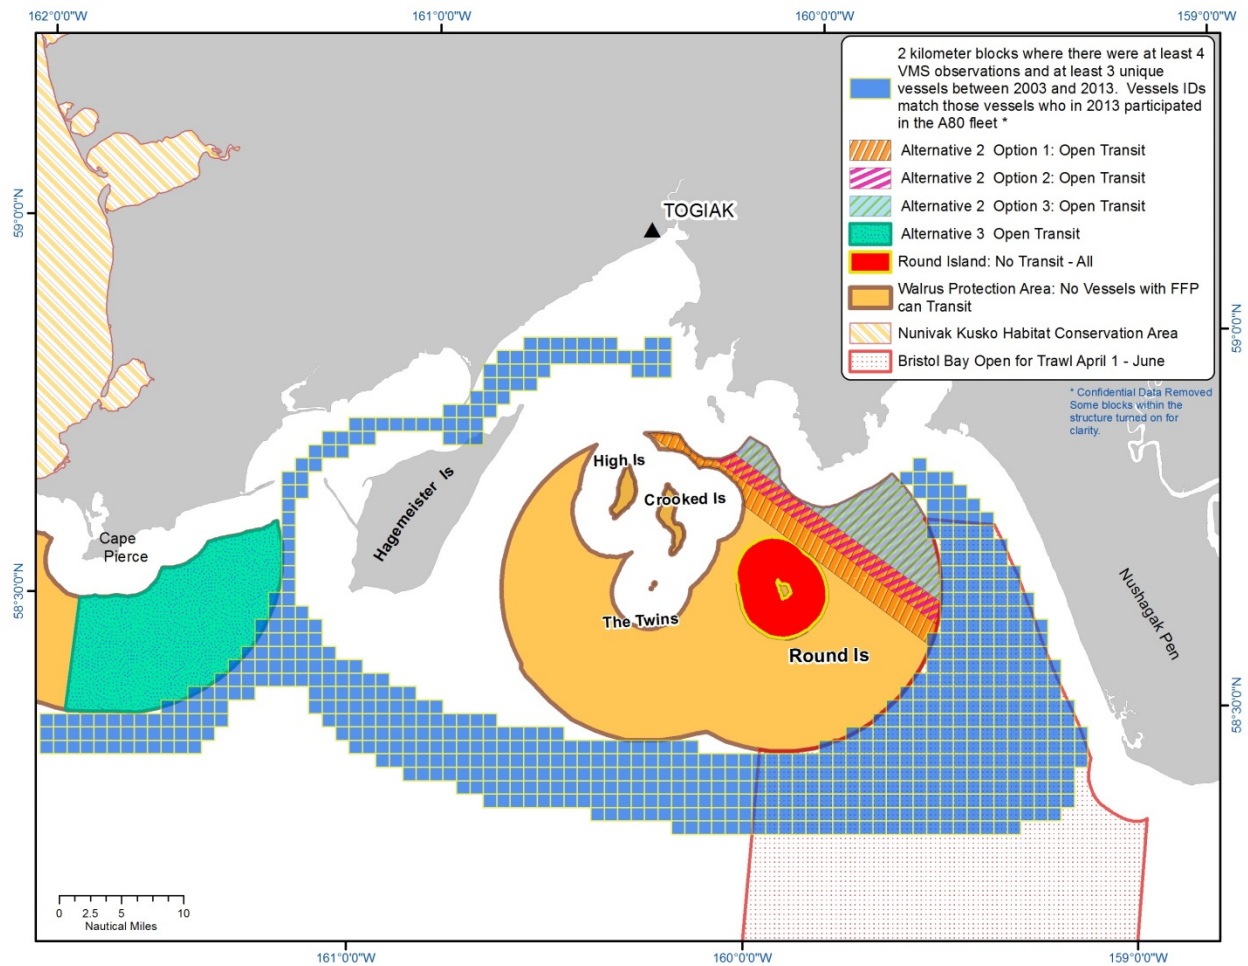 162°0'0"W
161°0'0"W
160°0'0"W
159°0'0"W
2 kilometer blocks where there were at least 4
VMS observations and at least 3 unique
vessels between 2003 and 2013.  Vessels IDs
match those vessels who in 2013 participated
in the A80 fleet *
Alternative 2  Option 1: Open Transit
Alternative 2  Option 2: Open Transit
Alternative 2  Option 3: Open Transit
Alternative 3  Open Transit
Round Island: No Transit - All
Walrus Protection Area: No Vessels with FFP
can Transit
Nunivak Kusko Habitat Conservation Area
Bristol Bay Open for Trawl April 1 - June
* Confidential Data Removed
Some blocks within the
structure turned on for
clarity.
59°0'0"N
TOGIAK
59°0'0"N
High Is
Crooked Is
Hagemeister Is
Cape
Pierce
58°30'0"N
The Twins
Round Is
Nushagak Pen
58°30'0"N
0 2.5 5 10
Nautical Miles
161°0'0"W
160°0'0"W
159°0'0"W